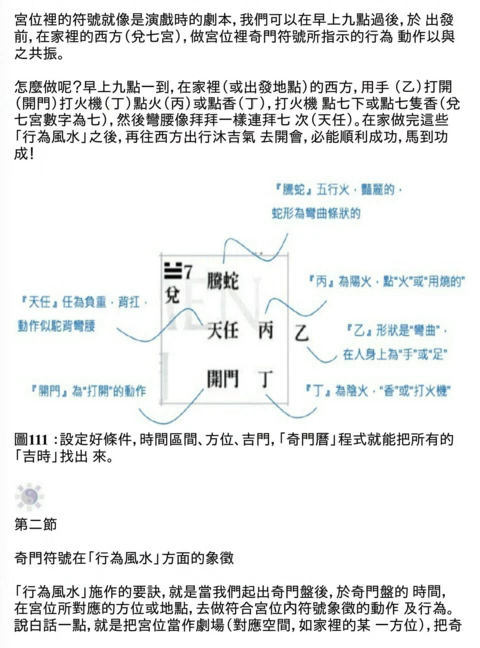 宮位裡的符號就像是演戲時的劇本，我們可以在早上九點過後，於 出發
前，在家裡的西方（兌七宮），做宮位裡奇門符號所指示的行為 動作以與
之共振。
怎麼做呢？早上九點一到，在家裡（或出發地點）的西方，用手 （乙）打開
（開門）打火機（丁）點火（丙）或點香（丁），打火機 點七下或點七隻香（兌
七宮數字為七），然後彎腰像拜拜一樣連拜七 次（天任）。在家做完這些
「行為風水」之後，再往西方出行沐吉氣 去開會，必能順利成功，馬到功
成！
『騰蛇』五行火，豔麗的，
蛇形為彎曲條狀的
7
兌
騰蛇
『丙』為陽火，點“火”或“用燒的”
『天任』任為負重，背扛，
動作似駝背彎腰
天任 丙 乙
『乙』形狀是“彎曲”，
在人身上為“手”或“足”
『開門』為“打開”的動作
開門 丁
『丁』為陰火，“香”或“打火機”
圖111 ：設定好條件，時間區間、方位、吉門，「奇門曆」程式就能把所有的
「吉時」找出 來。
第二節
奇門符號在「行為風水」方面的象徵
「行為風水」施作的要訣，就是當我們起出奇門盤後，於奇門盤的 時間，
在宮位所對應的方位或地點，去做符合宮位內符號象徵的動作 及行為。
說白話一點，就是把宮位當作劇場（對應空間，如家裡的某 一方位），把奇